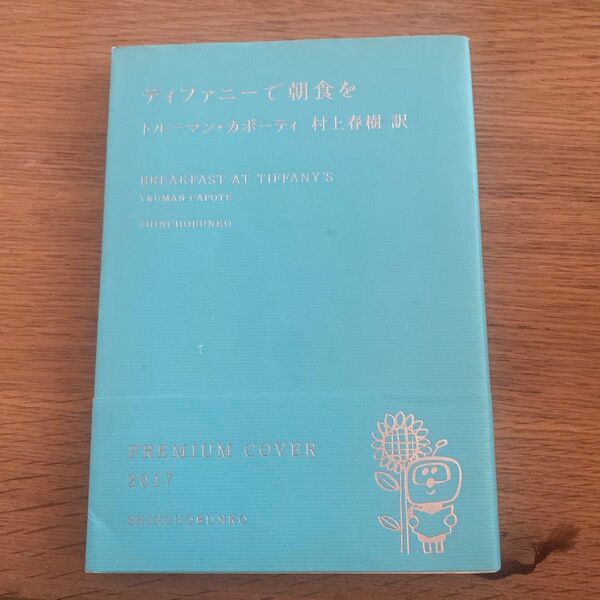 ティファニーで朝食を
トルーマン・カポーティ 村上春樹 訳
BREAKFAST AT TIFFANY'S
TRUMAN CAPOTE
SHINCHOBUNKO
PREMIUM COVER
2017
SHINCHOBUNKO